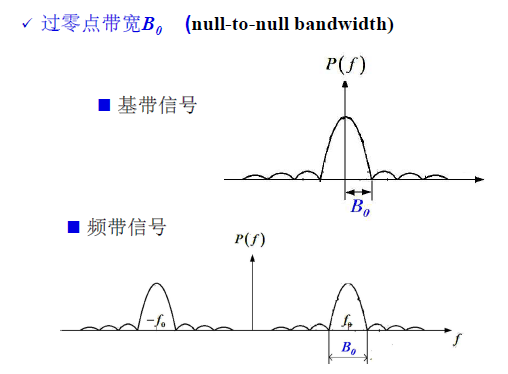 ✓ 过零点带宽B₀ (null-to-null bandwidth)
P(f)
■ 基带信号
B₀
■ 频带信号
P(f)
−f₀
f₀
f
B₀